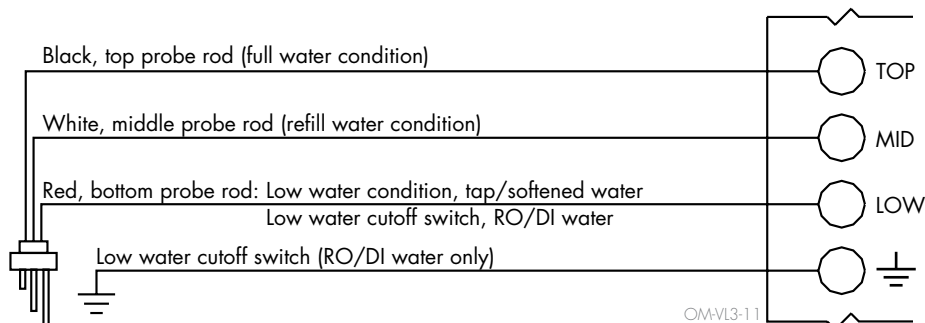 Black, top probe rod (full water condition)
TOP
White, middle probe rod (refill water condition)
MID
Red, bottom probe rod: Low water condition, tap/softened water
LOW
Low water cutoff switch, RO/DI water
Low water cutoff switch (RO/DI water only)
OM-VL3-11